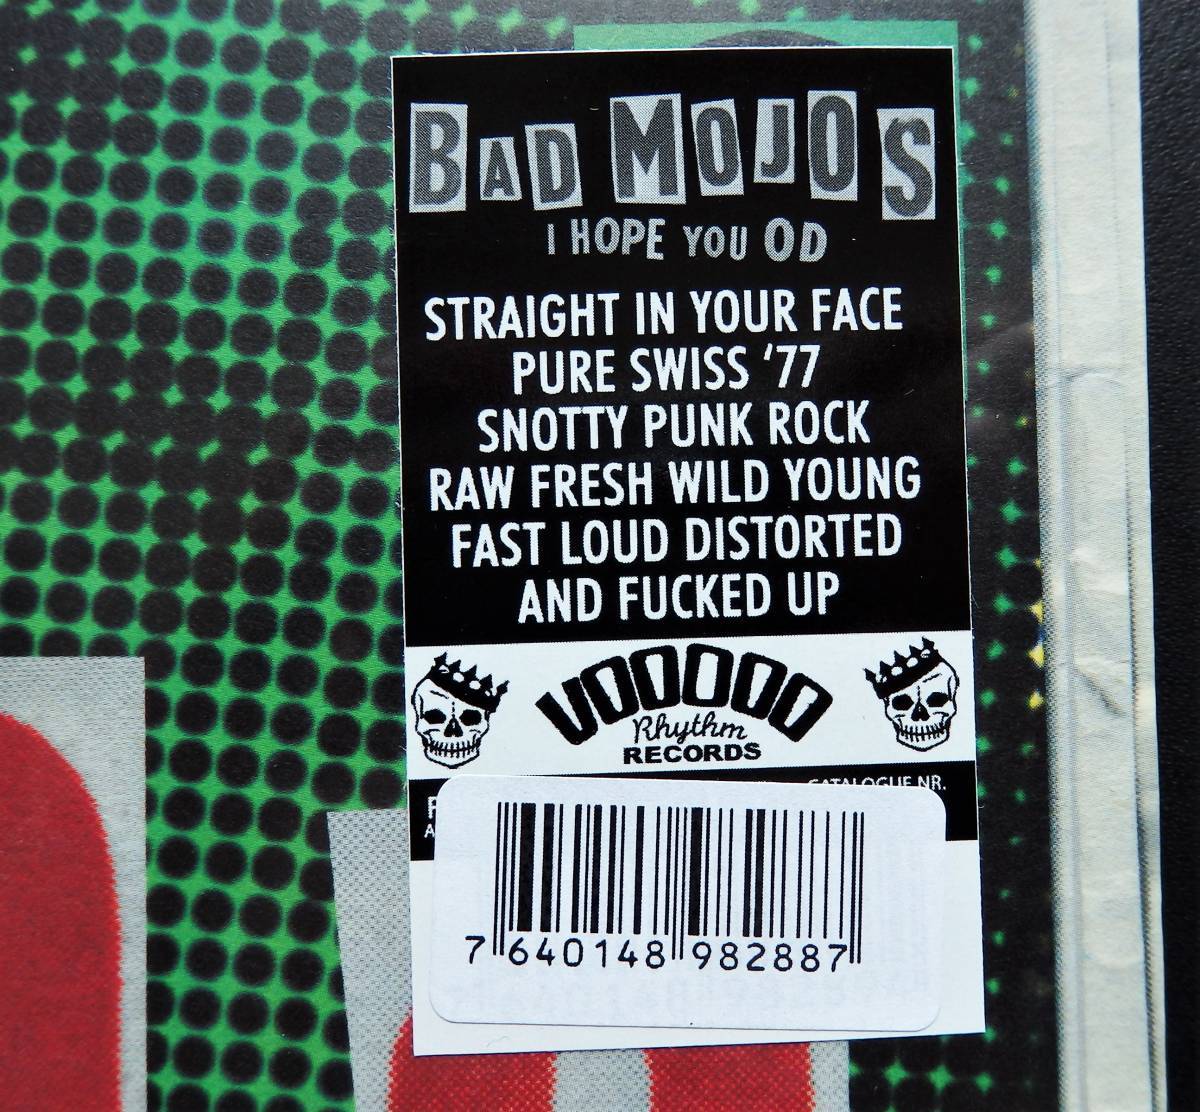 BAD MOJOS
I HOPE YOU OD
STRAIGHT IN YOUR FACE
PURE SWISS '77
SNOTTY PUNK ROCK
RAW FRESH WILD YOUNG
FAST LOUD DISTORTED
AND FUCKED UP
VOODOO
Rhythm
RECORDS
CATALOGUE NR.
7 640148 982887